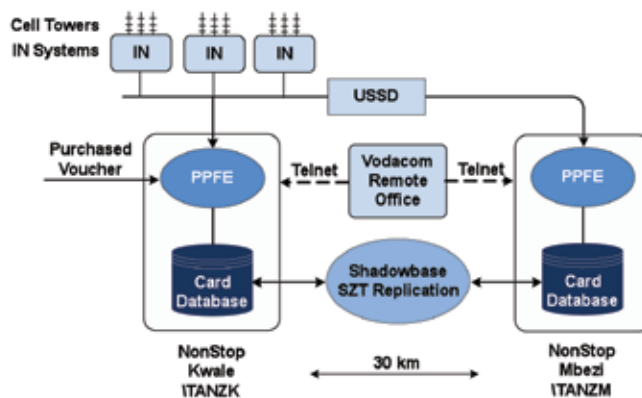 Cell Towers
IN Systems
IN
IN
IN
USSD
Purchased
Voucher
PPFE
Telnet
Vodacom
Remote
Office
Telnet
PPFE
Card
Database
Shadowbase
SZT Replication
Card
Database
NonStop
Kwale
\TANZK
30 km
NonStop
Mbezi
\TANZM